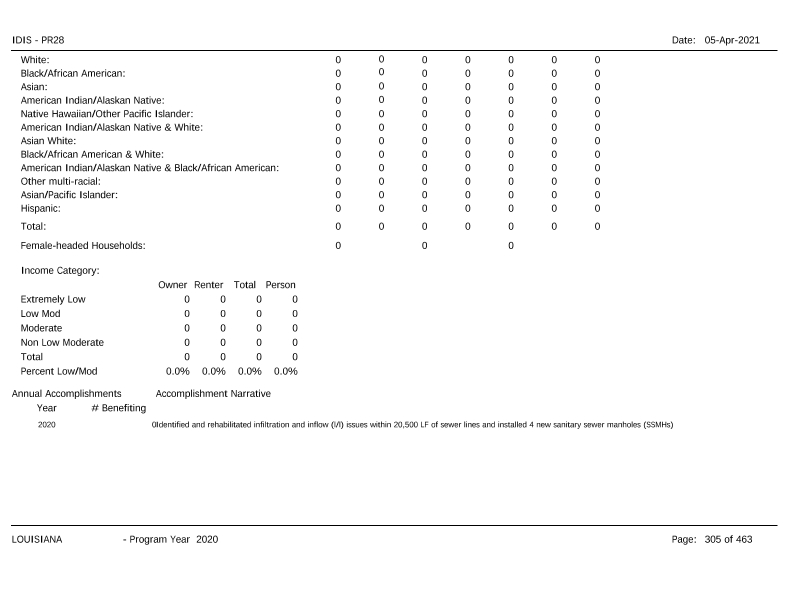 IDIS - PR28 Date: 05-Apr-2021
White: 0 0 0 0 0 0 0
Black/African American: 0 0 0 0 0 0 0
Asian: 0 0 0 0 0 0 0
American Indian/Alaskan Native: 0 0 0 0 0 0 0
Native Hawaiian/Other Pacific Islander: 0 0 0 0 0 0 0
American Indian/Alaskan Native & White: 0 0 0 0 0 0 0
Asian White: 0 0 0 0 0 0 0
Black/African American & White: 0 0 0 0 0 0 0
American Indian/Alaskan Native & Black/African American: 0 0 0 0 0 0 0
Other multi-racial: 0 0 0 0 0 0 0
Asian/Pacific Islander: 0 0 0 0 0 0 0
Hispanic: 0 0 0 0 0 0 0
Total: 0 0 0 0 0 0 0
Female-headed Households: 0 0 0
Income Category:
Owner Renter Total Person
Extremely Low 0 0 0 0
Low Mod 0 0 0 0
Moderate 0 0 0 0
Non Low Moderate 0 0 0 0
Total 0 0 0 0
Percent Low/Mod 0.0% 0.0% 0.0% 0.0%
Annual Accomplishments Accomplishment Narrative
Year # Benefiting
2020 0Identified and rehabilitated infiltration and inflow (I/I) issues within 20,500 LF of sewer lines and installed 4 new sanitary sewer manholes (SSMHs)
LOUISIANA - Program Year 2020 Page: 305 of 463